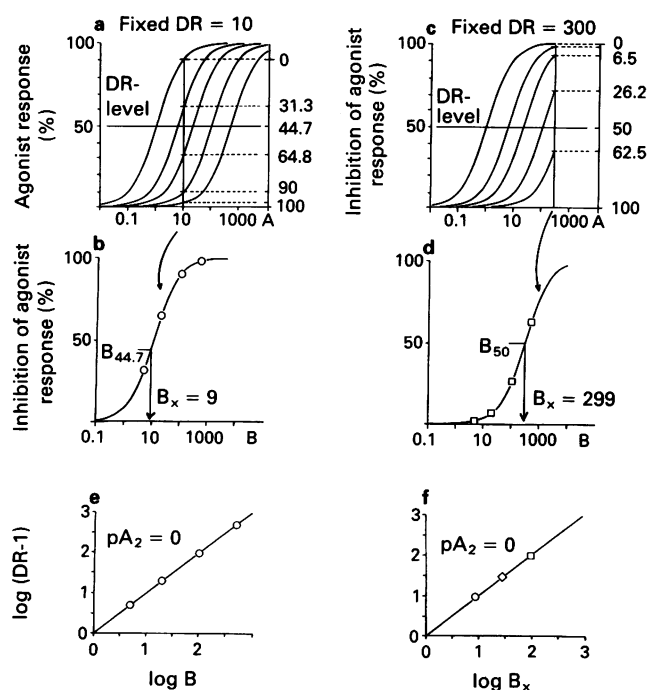 a Fixed DR = 10
Agonist response (%)
100
50
DR-level
0
31.3
44.7
64.8
90
100
0.1 10 1000 A
c Fixed DR = 300
Inhibition of agonist response (%)
100
50
DR-level
0
6.5
26.2
50
62.5
100
0.1 10 1000 A
b
Inhibition of agonist response (%)
100
50
B44.7
Bx = 9
0.1 10 1000 B
d
100
50
B50
Bx = 299
0.1 10 1000 B
e
log (DR-1)
3
2
1
0
pA2 = 0
0 1 2
log B
f
3
2
1
0
pA2 = 0
0 1 2 3
log Bx